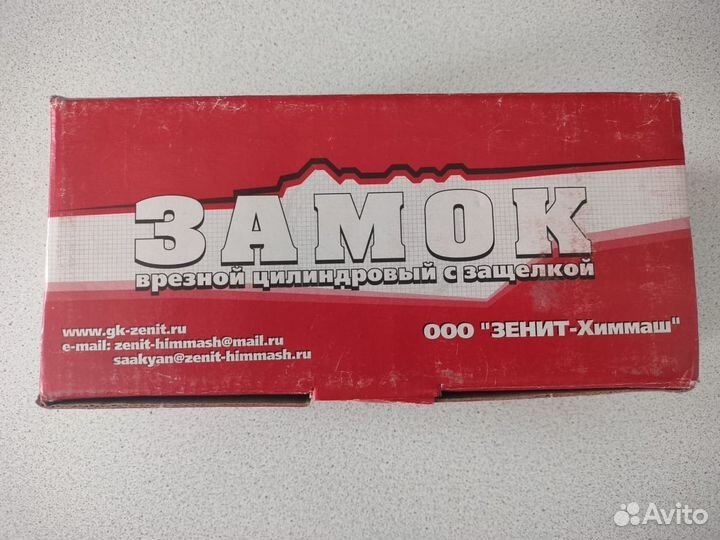 ЗАМОК
врезной цилиндровый с защелкой
www.gk-zenit.ru
e-mail: zenit-himmash@mail.ru
saakyan@zenit-himmash.ru
ООО "ЗЕНИТ-Химмаш"
Avito